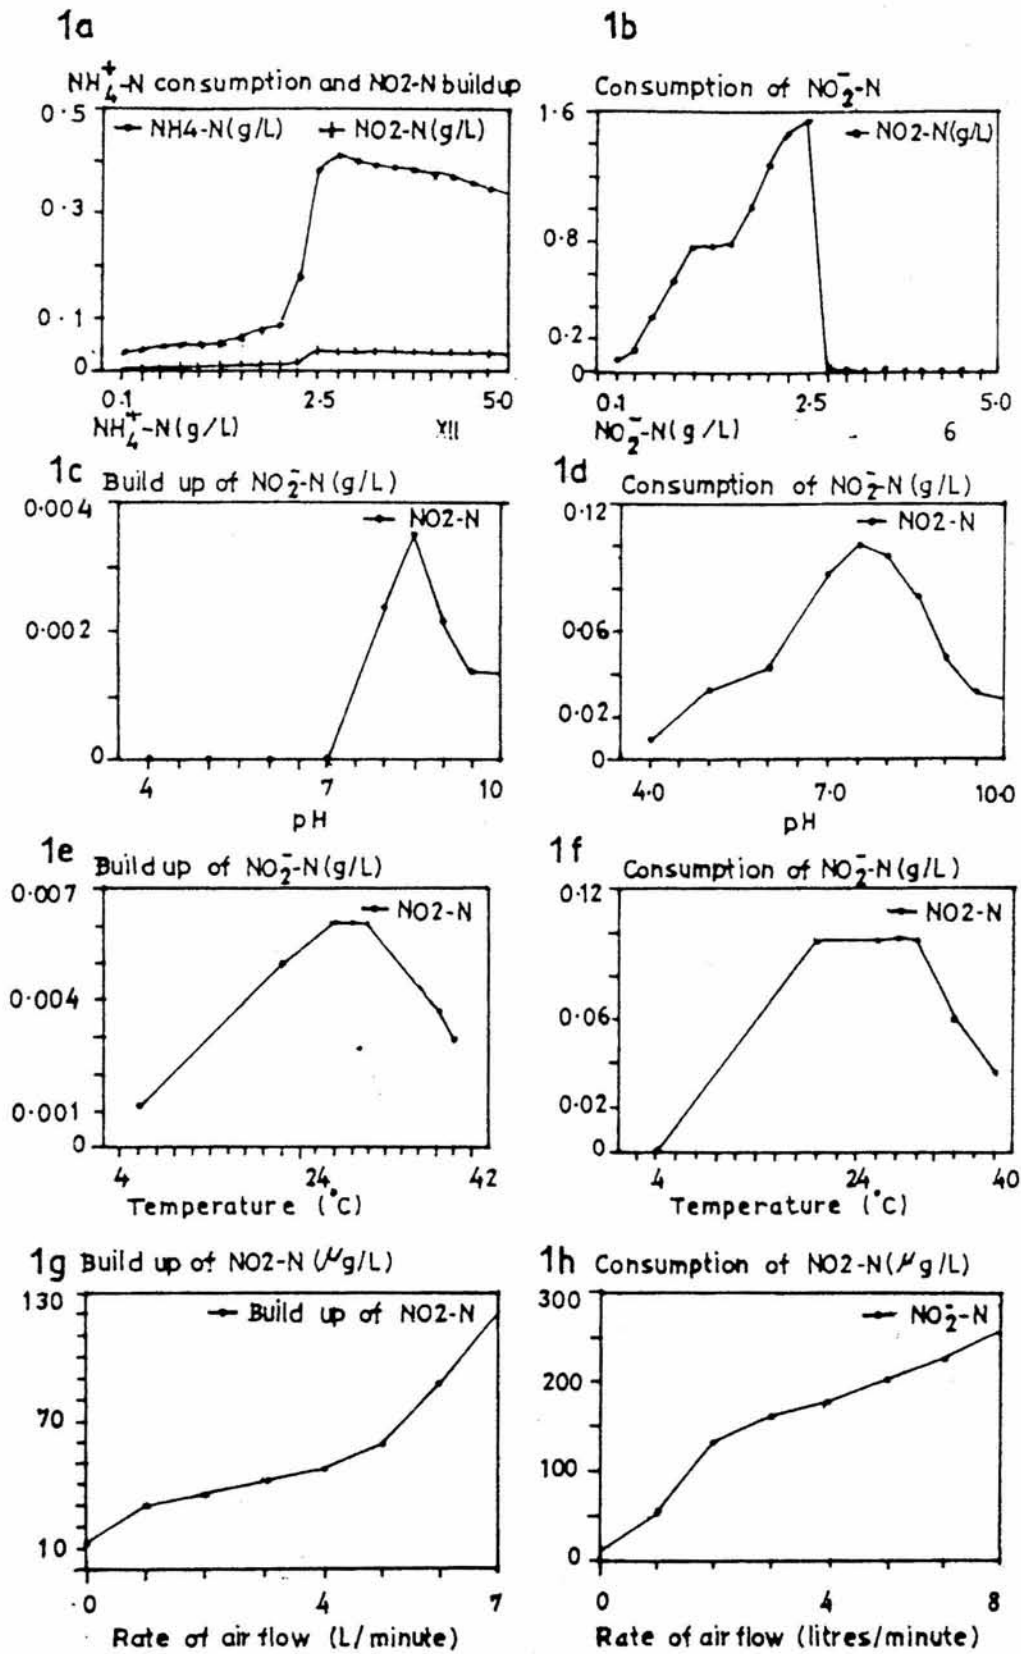 1a
NH4+-N consumption and NO2-N buildup
0.5
NH4-N(g/L) NO2-N(g/L)
0.3
0.1
0
0.1 2.5 5.0
NH4+-N(g/L) XII
1b
Consumption of NO2−-N
1.6
NO2-N(g/L)
0.8
0.2
0
0.1 2.5 5.0
NO2−-N(g/L) 6
1c Build up of NO2−-N(g/L)
0.004
NO2-N
0.002
0
4 7 10
pH
1d Consumption of NO2−-N(g/L)
0.12
NO2-N
0.06
0.02
0
4.0 7.0 10.0
pH
1e Build up of NO2−-N(g/L)
0.007
NO2-N
0.004
0.001
0
4 24 42
Temperature (°C)
1f Consumption of NO2−-N(g/L)
0.12
NO2-N
0.06
0.02
0
4 24 40
Temperature (°C)
1g Build up of NO2-N (μg/L)
130
Build up of NO2-N
70
10
0 4 7
Rate of air flow (L/minute)
1h Consumption of NO2-N(μg/L)
300
NO2−-N
200
100
0
0 4 8
Rate of air flow (litres/minute)